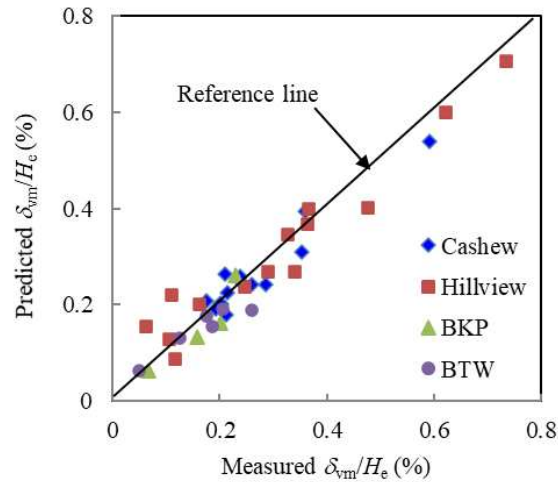 0.8
Reference line
0.6
Predicted δvm/He (%)
0.4
Cashew
Hillview
0.2
BKP
BTW
0
0 0.2 0.4 0.6 0.8
Measured δvm/He (%)